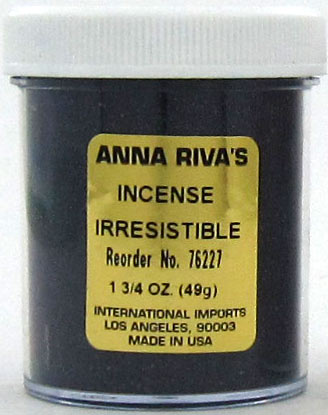 ANNA RIVA'S
INCENSE
IRRESISTIBLE
Reorder No. 76227
1 3/4 OZ. (49g)
INTERNATIONAL IMPORTS
LOS ANGELES, 90003
MADE IN USA